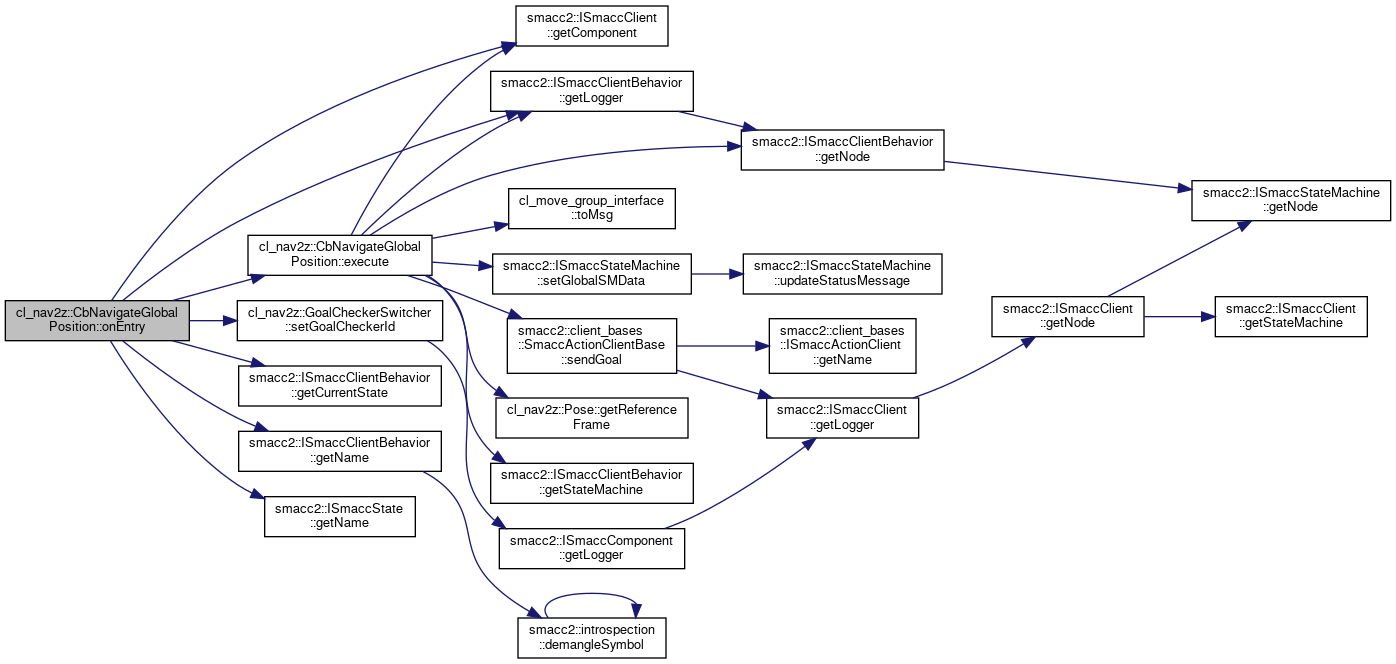 smacc2::ISmaccClient
::getComponent
smacc2::ISmaccClientBehavior
::getLogger
smacc2::ISmaccClientBehavior
::getNode
smacc2::ISmaccStateMachine
::getNode
cl_move_group_interface
::toMsg
cl_nav2z::CbNavigateGlobal
Position::execute
smacc2::ISmaccStateMachine
::setGlobalSMData
smacc2::ISmaccStateMachine
::updateStatusMessage
cl_nav2z::CbNavigateGlobal
Position::onEntry
cl_nav2z::GoalCheckerSwitcher
::setGoalCheckerId
smacc2::client_bases
::SmaccActionClientBase
::sendGoal
smacc2::client_bases
::ISmaccActionClient
::getName
smacc2::ISmaccClient
::getNode
smacc2::ISmaccClient
::getStateMachine
smacc2::ISmaccClientBehavior
::getCurrentState
cl_nav2z::Pose::getReference
Frame
smacc2::ISmaccClient
::getLogger
smacc2::ISmaccClientBehavior
::getName
smacc2::ISmaccClientBehavior
::getStateMachine
smacc2::ISmaccState
::getName
smacc2::ISmaccComponent
::getLogger
smacc2::introspection
::demangleSymbol